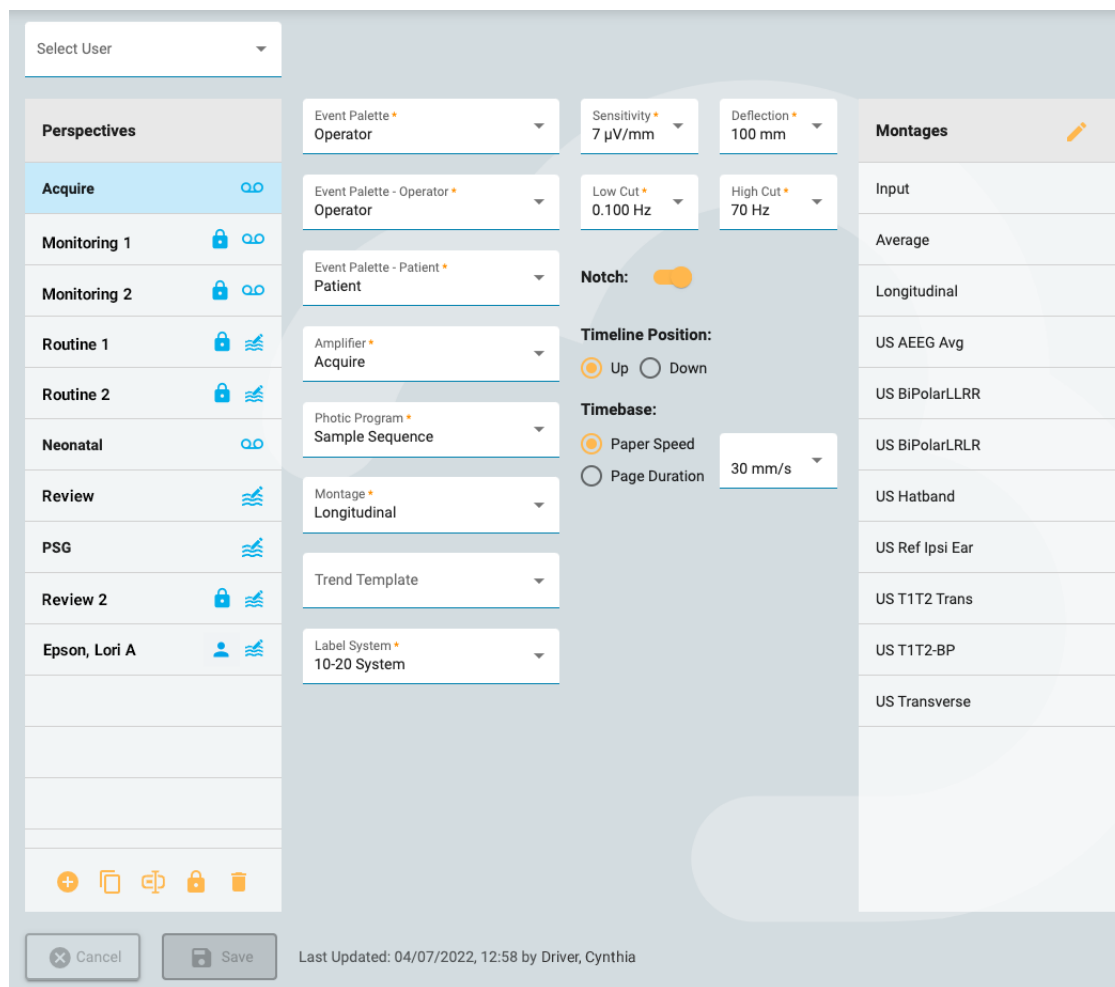 Select User
Perspectives
Acquire
Monitoring 1
Monitoring 2
Routine 1
Routine 2
Neonatal
Review
PSG
Review 2
Epson, Lori A
Event Palette *
Operator
Event Palette - Operator *
Operator
Event Palette - Patient *
Patient
Amplifier *
Acquire
Photic Program *
Sample Sequence
Montage *
Longitudinal
Trend Template
Label System *
10-20 System
Sensitivity *
7 µV/mm
Deflection *
100 mm
Low Cut *
0.100 Hz
High Cut *
70 Hz
Notch:
Timeline Position:
Up Down
Timebase:
Paper Speed
Page Duration
30 mm/s
Montages
Input
Average
Longitudinal
US AEEG Avg
US BiPolarLLRR
US BiPolarLRLR
US Hatband
US Ref Ipsi Ear
US T1T2 Trans
US T1T2-BP
US Transverse
Cancel
Save
Last Updated: 04/07/2022, 12:58 by Driver, Cynthia